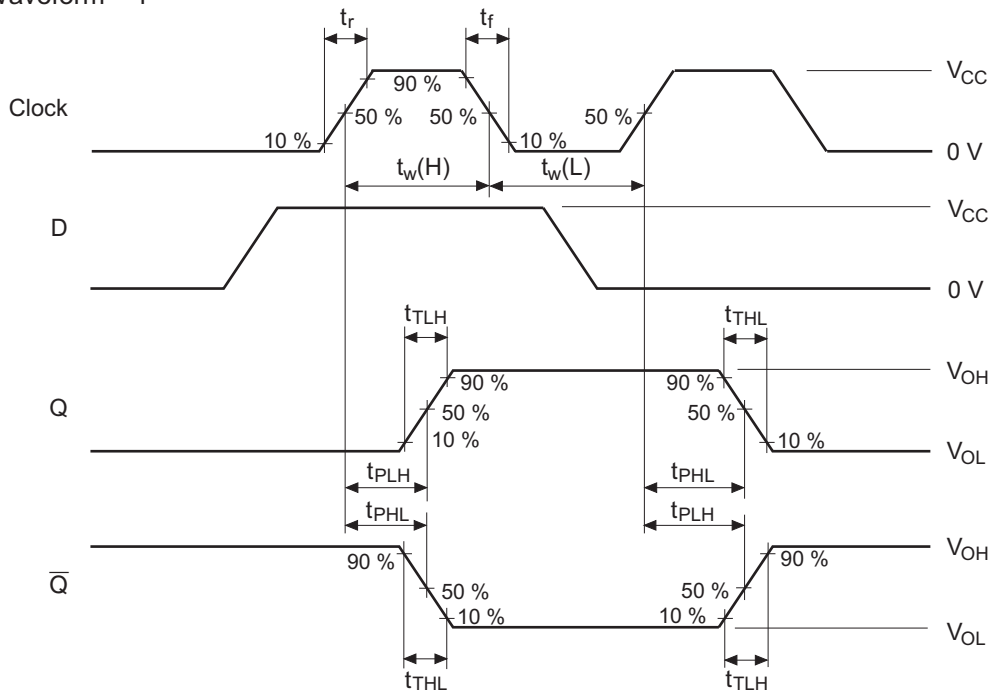 t_r t_f
V_CC
90 %
Clock
50 % 50 % 50 %
10 % 10 %
0 V
t_w(H) t_w(L)
V_CC
D
0 V
t_TLH t_THL
V_OH
90 % 90 %
Q
50 % 50 %
10 % 10 %
V_OL
t_PLH t_PHL
t_PHL t_PLH
V_OH
90 % 90 %
Q̅
50 % 50 %
10 % 10 %
V_OL
t_THL t_TLH